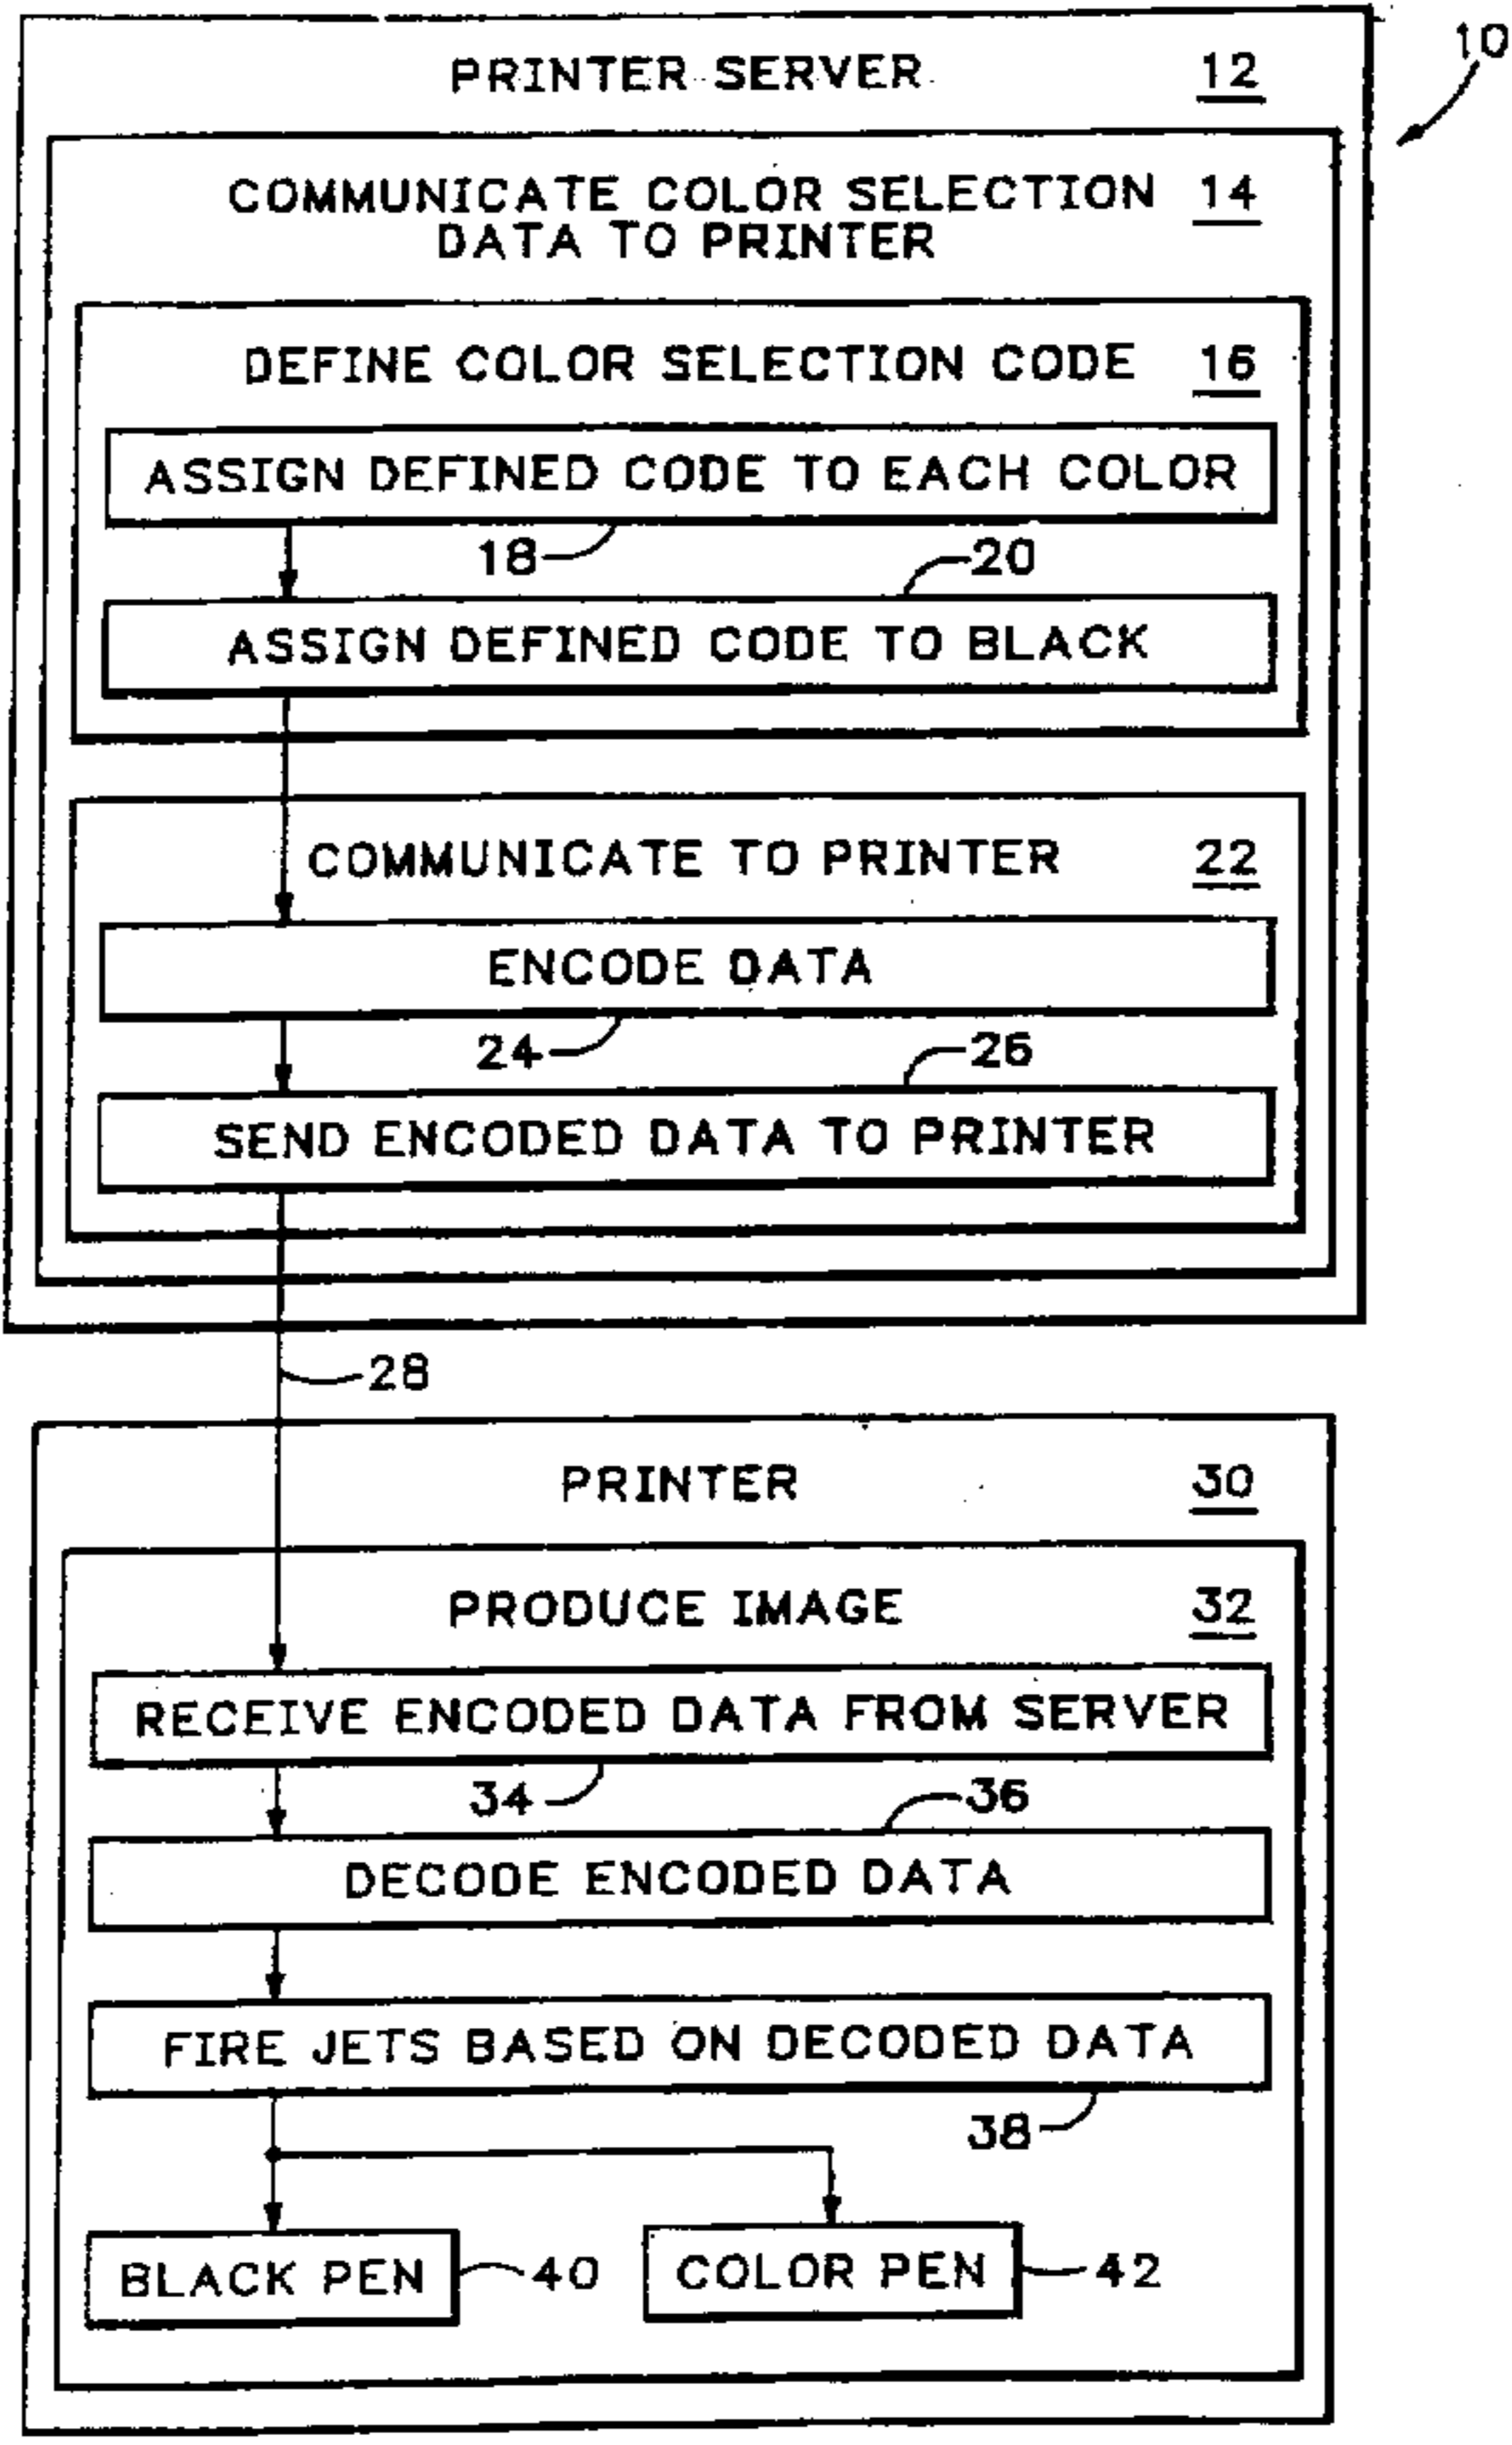 10
PRINTER SERVER 12
COMMUNICATE COLOR SELECTION 14
DATA TO PRINTER
DEFINE COLOR SELECTION CODE 16
ASSIGN DEFINED CODE TO EACH COLOR
18 20
ASSIGN DEFINED CODE TO BLACK
COMMUNICATE TO PRINTER 22
ENCODE DATA
24 26
SEND ENCODED DATA TO PRINTER
28
PRINTER 30
PRODUCE IMAGE 32
RECEIVE ENCODED DATA FROM SERVER
34 36
DECODE ENCODED DATA
FIRE JETS BASED ON DECODED DATA
38
BLACK PEN 40 COLOR PEN 42